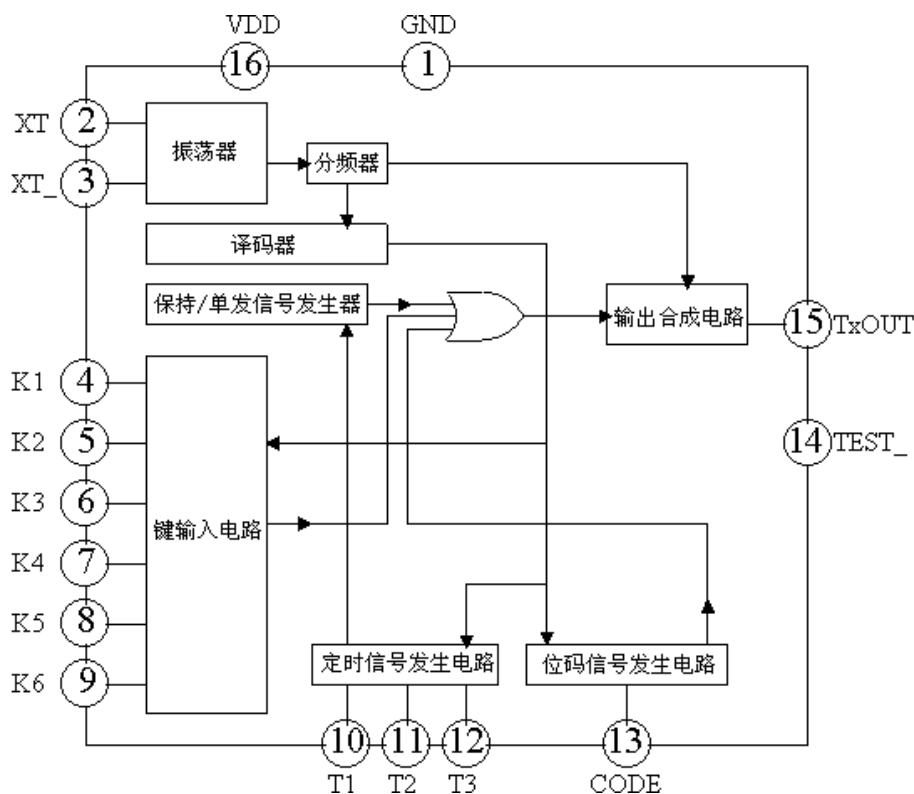 VDD GND
16 1
XT 2 振荡器
分频器
XT_ 3
译码器
保持/单发信号发生器
输出合成电路
15 TxOUT
K1 4
K2 5
14 TEST_
K3 6
键输入电路
K4 7
K5 8
定时信号发生电路 位码信号发生电路
K6 9
10 11 12 13
T1 T2 T3 CODE